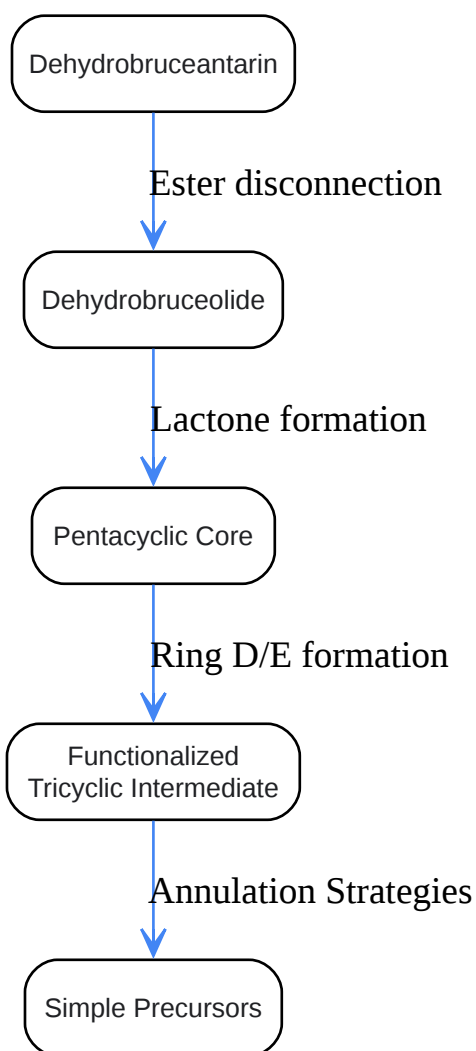 Dehydrobruceantarin
Ester disconnection
Dehydrobruceolide
Lactone formation
Pentacyclic Core
Ring D/E formation
Functionalized
Tricyclic Intermediate
Annulation Strategies
Simple Precursors